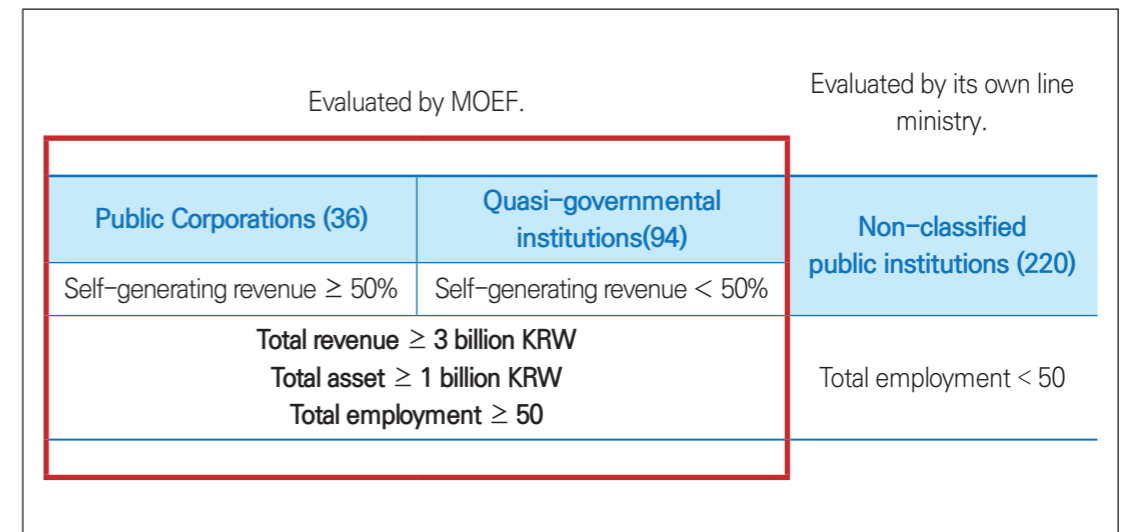 Evaluated by MOEF.
Evaluated by its own line
ministry.
Public Corporations (36)
Quasi-governmental
institutions(94)
Non-classified
public institutions (220)
Self-generating revenue ≥ 50%
Self-generating revenue < 50%
Total revenue ≥ 3 billion KRW
Total asset ≥ 1 billion KRW
Total employment ≥ 50
Total employment < 50